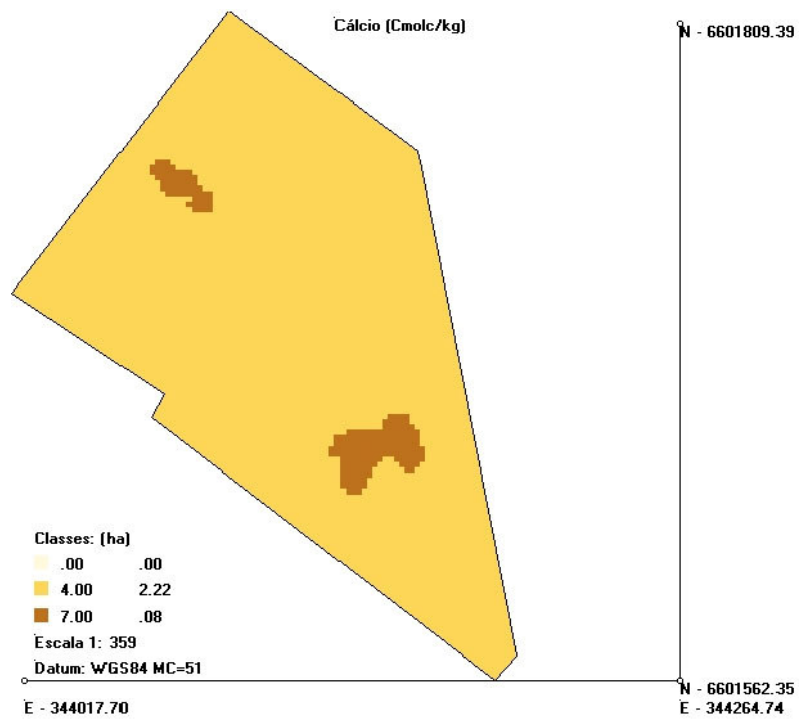 Cálcio (Cmolc/kg)
N - 6601809.39
Classes: (ha)
.00 .00
4.00 2.22
7.00 .08
Escala 1: 359
Datum: WGS84 MC=51
N - 6601562.35
E - 344017.70
E - 344264.74